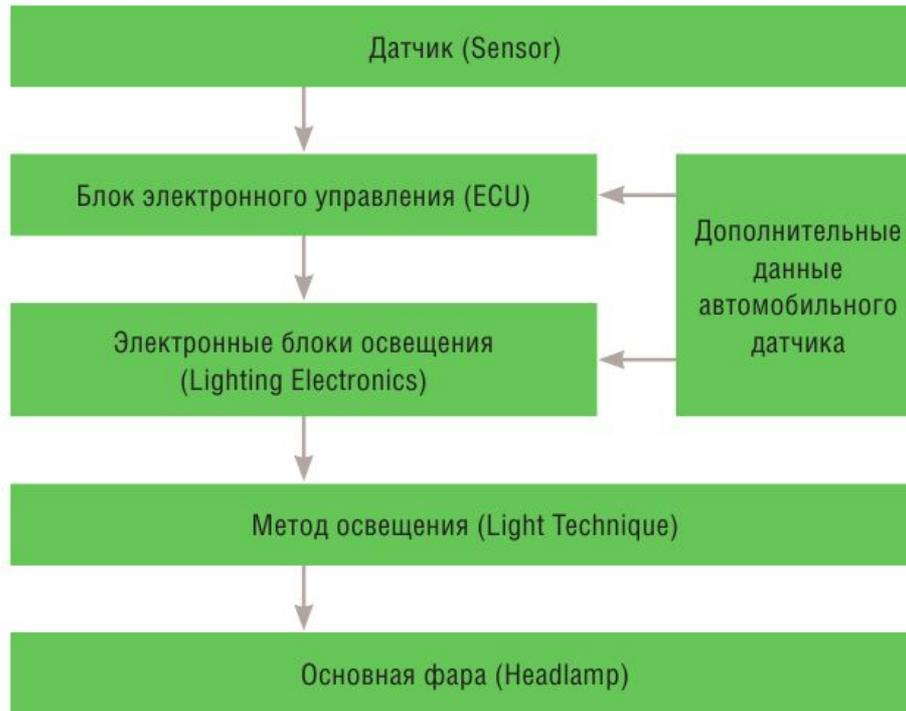 Датчик (Sensor)
Блок электронного управления (ECU)
Дополнительные
данные
автомобильного
датчика
Электронные блоки освещения
(Lighting Electronics)
Метод освещения (Light Technique)
Основная фара (Headlamp)